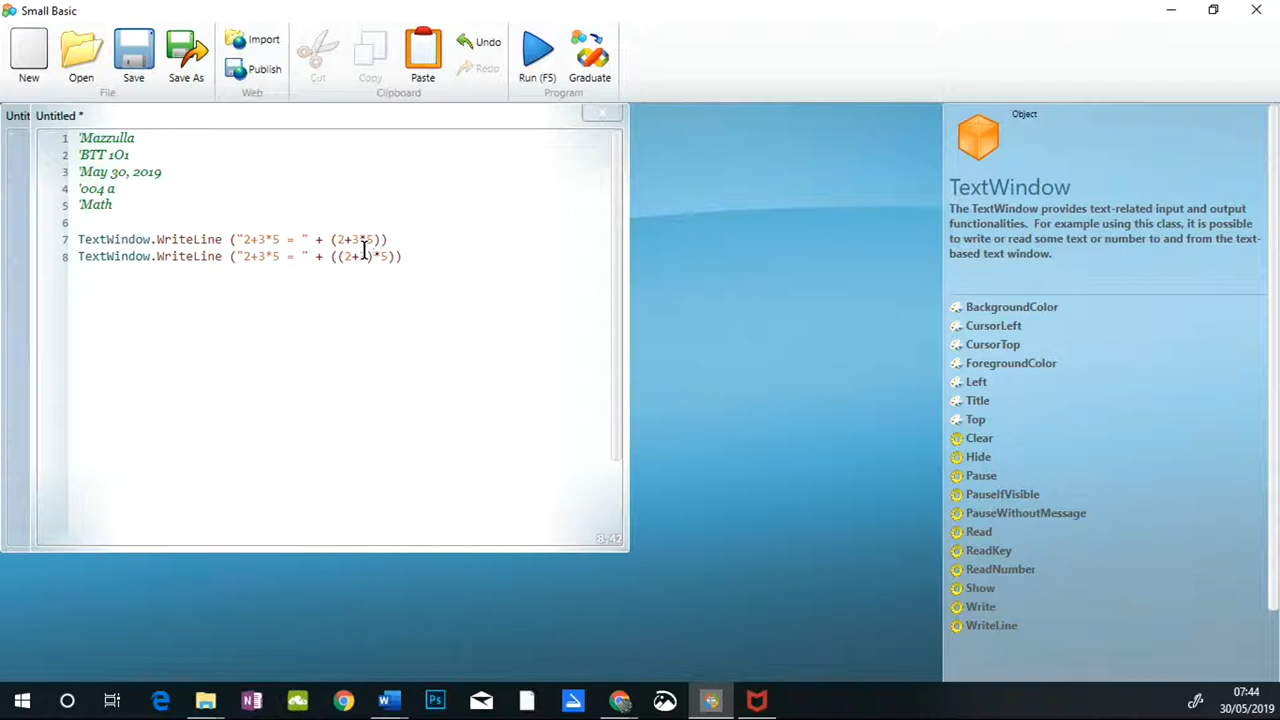 Small Basic
New
Open
Save
Save As
Import
Publish
Cut
Copy
Paste
Undo
Redo
Run (F5)
Graduate
File
Web
Clipboard
Program
Untit
Untitled *
1 'Mazzulla
2 'BTT 1O1
3 'May 30, 2019
4 '004 a
5 'Math
6
7 TextWindow.WriteLine ("2+3*5 = " + (2+3*5))
8 TextWindow.WriteLine ("2+3*5 = " + ((2+3)*5))
8:42
Object
TextWindow
The TextWindow provides text-related input and output
functionalities. For example using this class, it is possible
to write or read some text or number to and from the text-
based text window.
BackgroundColor
CursorLeft
CursorTop
ForegroundColor
Left
Title
Top
Clear
Hide
Pause
PauseIfVisible
PauseWithoutMessage
Read
ReadKey
ReadNumber
Show
Write
WriteLine
07:44
30/05/2019